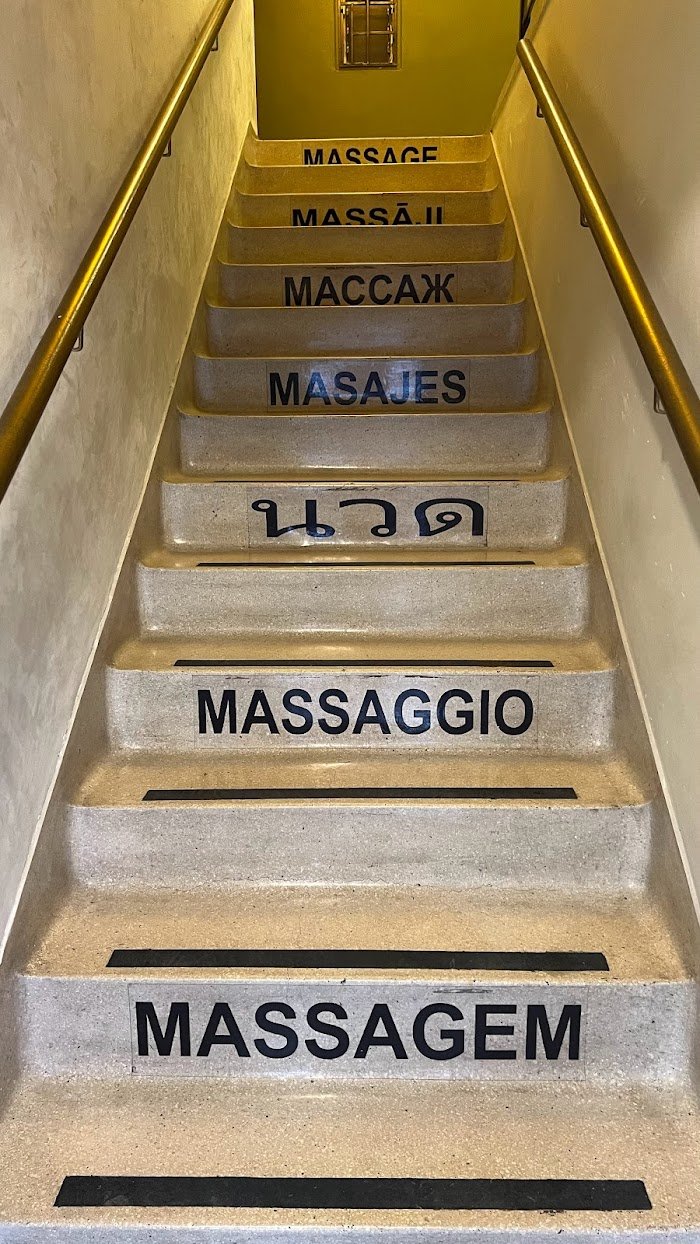 MASSAGE
MASSĀJI
МАССАЖ
MASAJES
นวด
MASSAGGIO
MASSAGEM